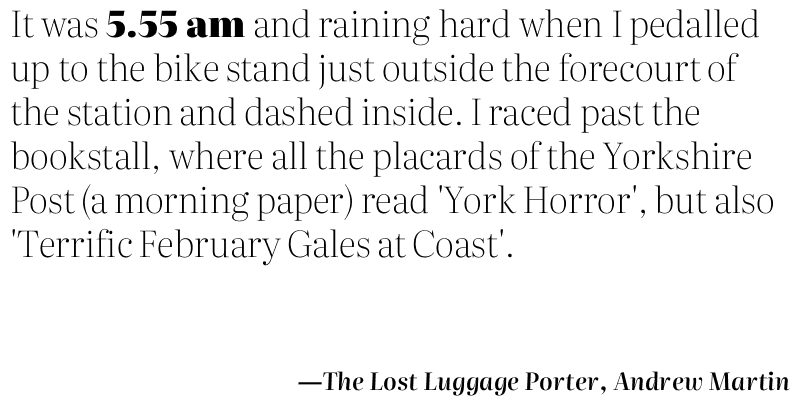 It was 5.55 am and raining hard when I pedalled
up to the bike stand just outside the forecourt of
the station and dashed inside. I raced past the
bookstall, where all the placards of the Yorkshire
Post (a morning paper) read 'York Horror', but also
'Terrific February Gales at Coast'.
—The Lost Luggage Porter, Andrew Martin